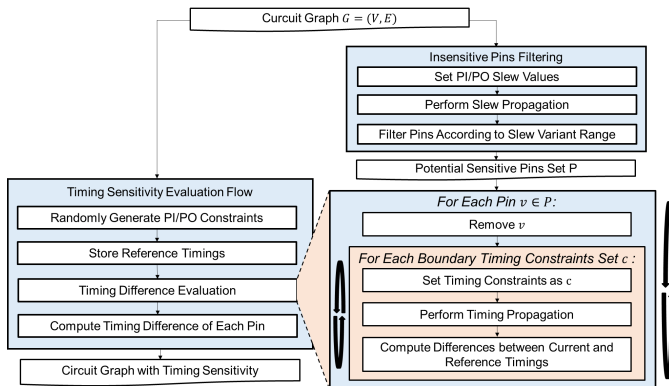 Curcuit Graph G = (V, E)
Insensitive Pins Filtering
Set PI/PO Slew Values
Perform Slew Propagation
Filter Pins According to Slew Variant Range
Potential Sensitive Pins Set P
Timing Sensitivity Evaluation Flow
Randomly Generate PI/PO Constraints
Store Reference Timings
Timing Difference Evaluation
Compute Timing Difference of Each Pin
Circuit Graph with Timing Sensitivity
For Each Pin v ∈ P:
Remove v
For Each Boundary Timing Constraints Set c :
Set Timing Constraints as c
Perform Timing Propagation
Compute Differences between Current and
Reference Timings